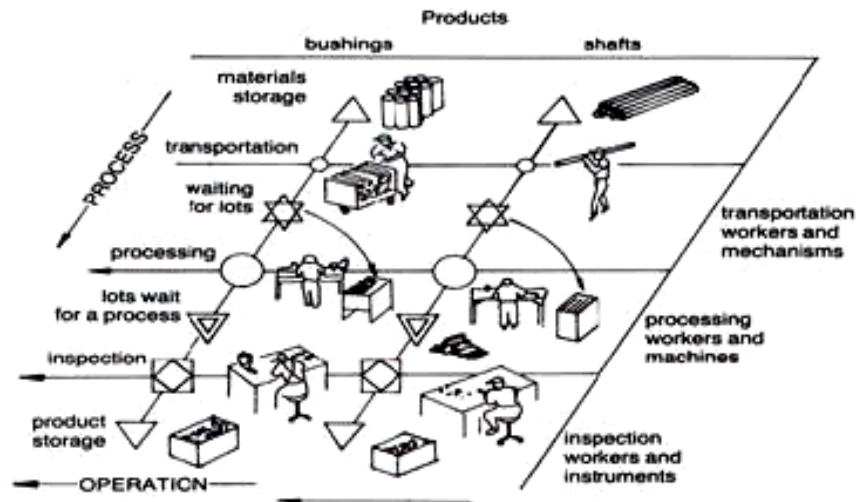 Products
bushings
shafts
materials
storage
transportation
waiting
for lots
processing
lots wait
for a process
inspection
product
storage
PROCESS
OPERATION
transportation
workers and
mechanisms
processing
workers and
machines
inspection
workers and
instruments